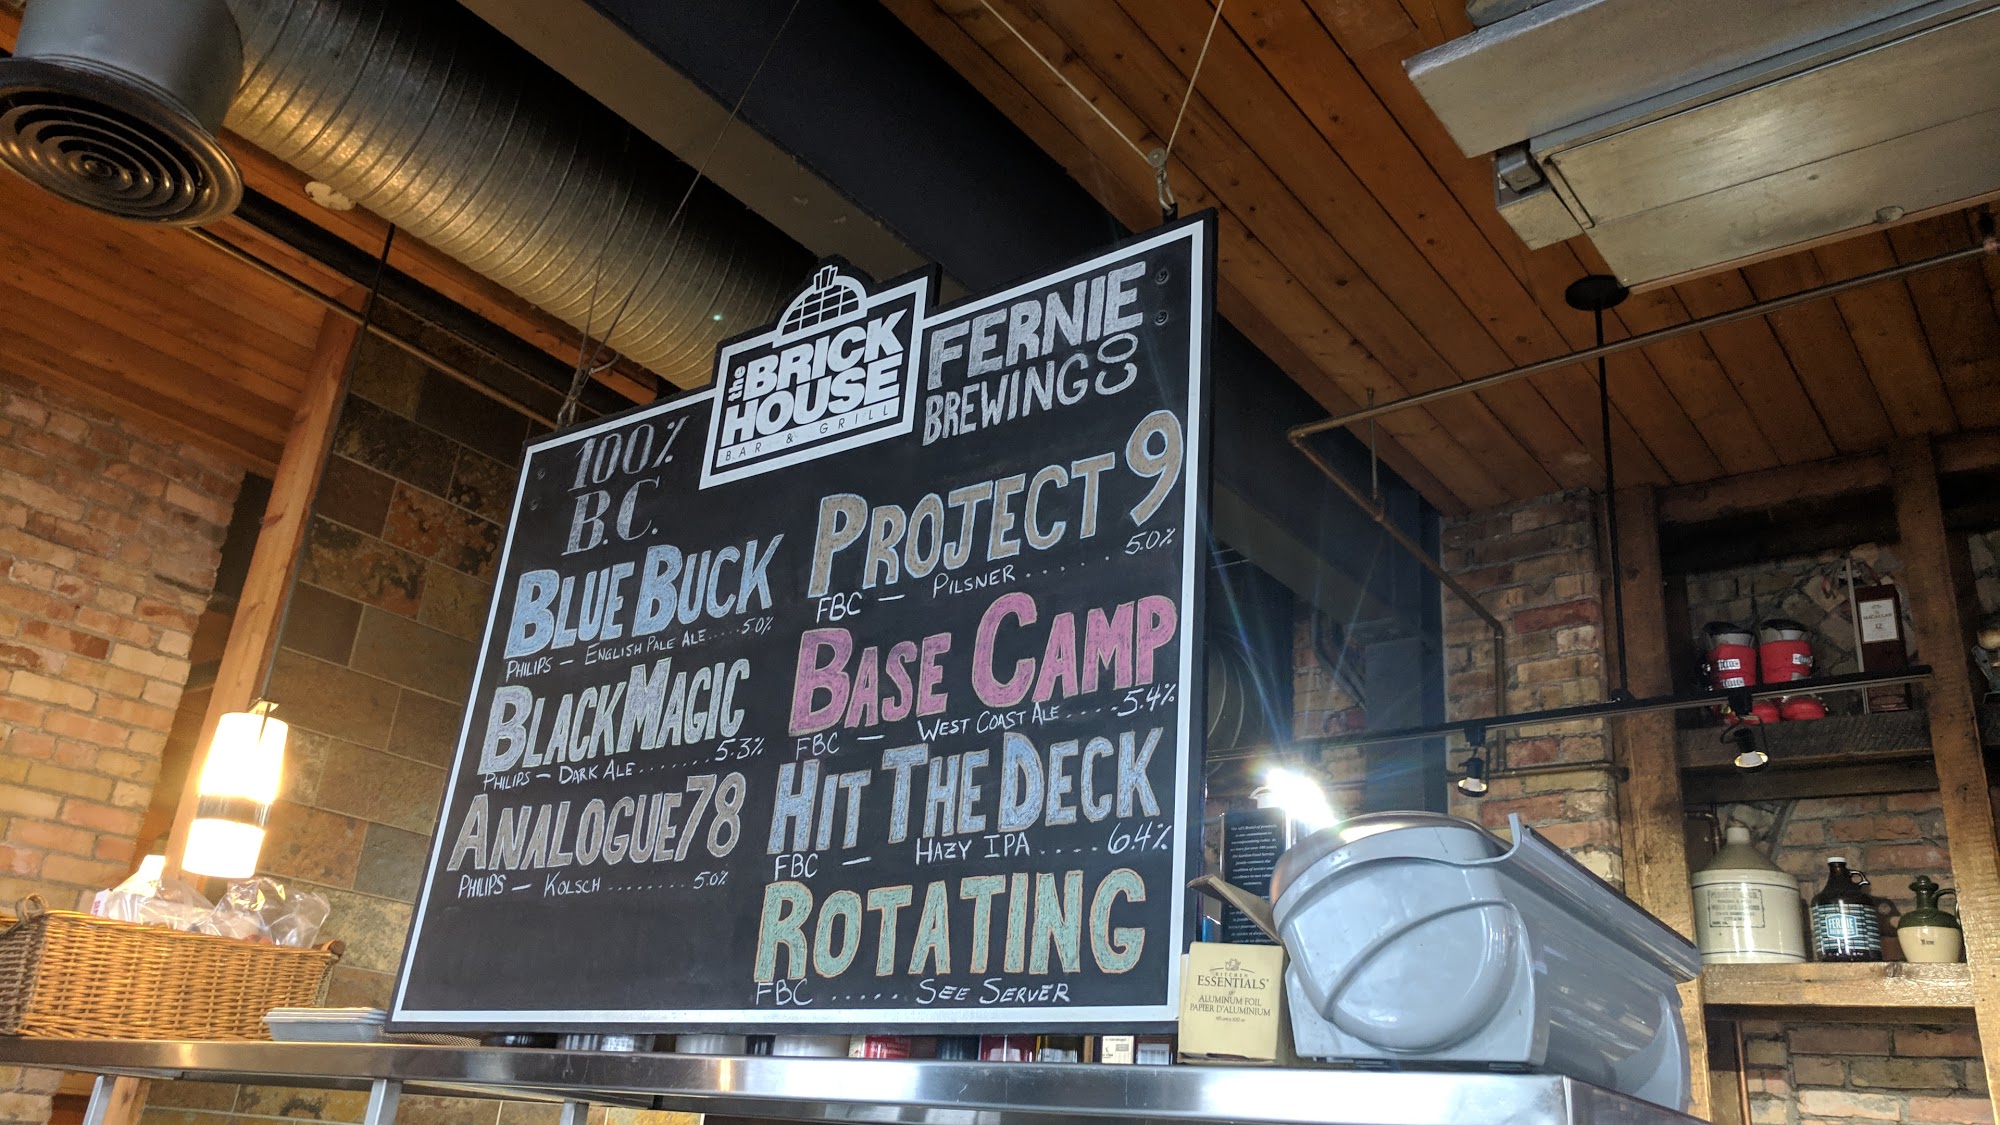 the BRICK
HOUSE
BAR & GRILL
100%
B.C.
BLUE BUCK
PHILIPS — ENGLISH PALE ALE.....5.0%
BLACK MAGIC
PHILIPS — DARK ALE.......5.3%
ANALOGUE 78
PHILIPS — KOLSCH........5.0%
FERNIE
BREWING CO
PROJECT 9
FBC — PILSNER......5.0%
BASE CAMP
FBC — WEST COAST ALE....5.4%
HIT THE DECK
FBC — HAZY IPA....6.4%
ROTATING
FBC ..... SEE SERVER
KITCHEN
ESSENTIALS
ALUMINUM FOIL
PAPIER D'ALUMINIUM
FERNIE